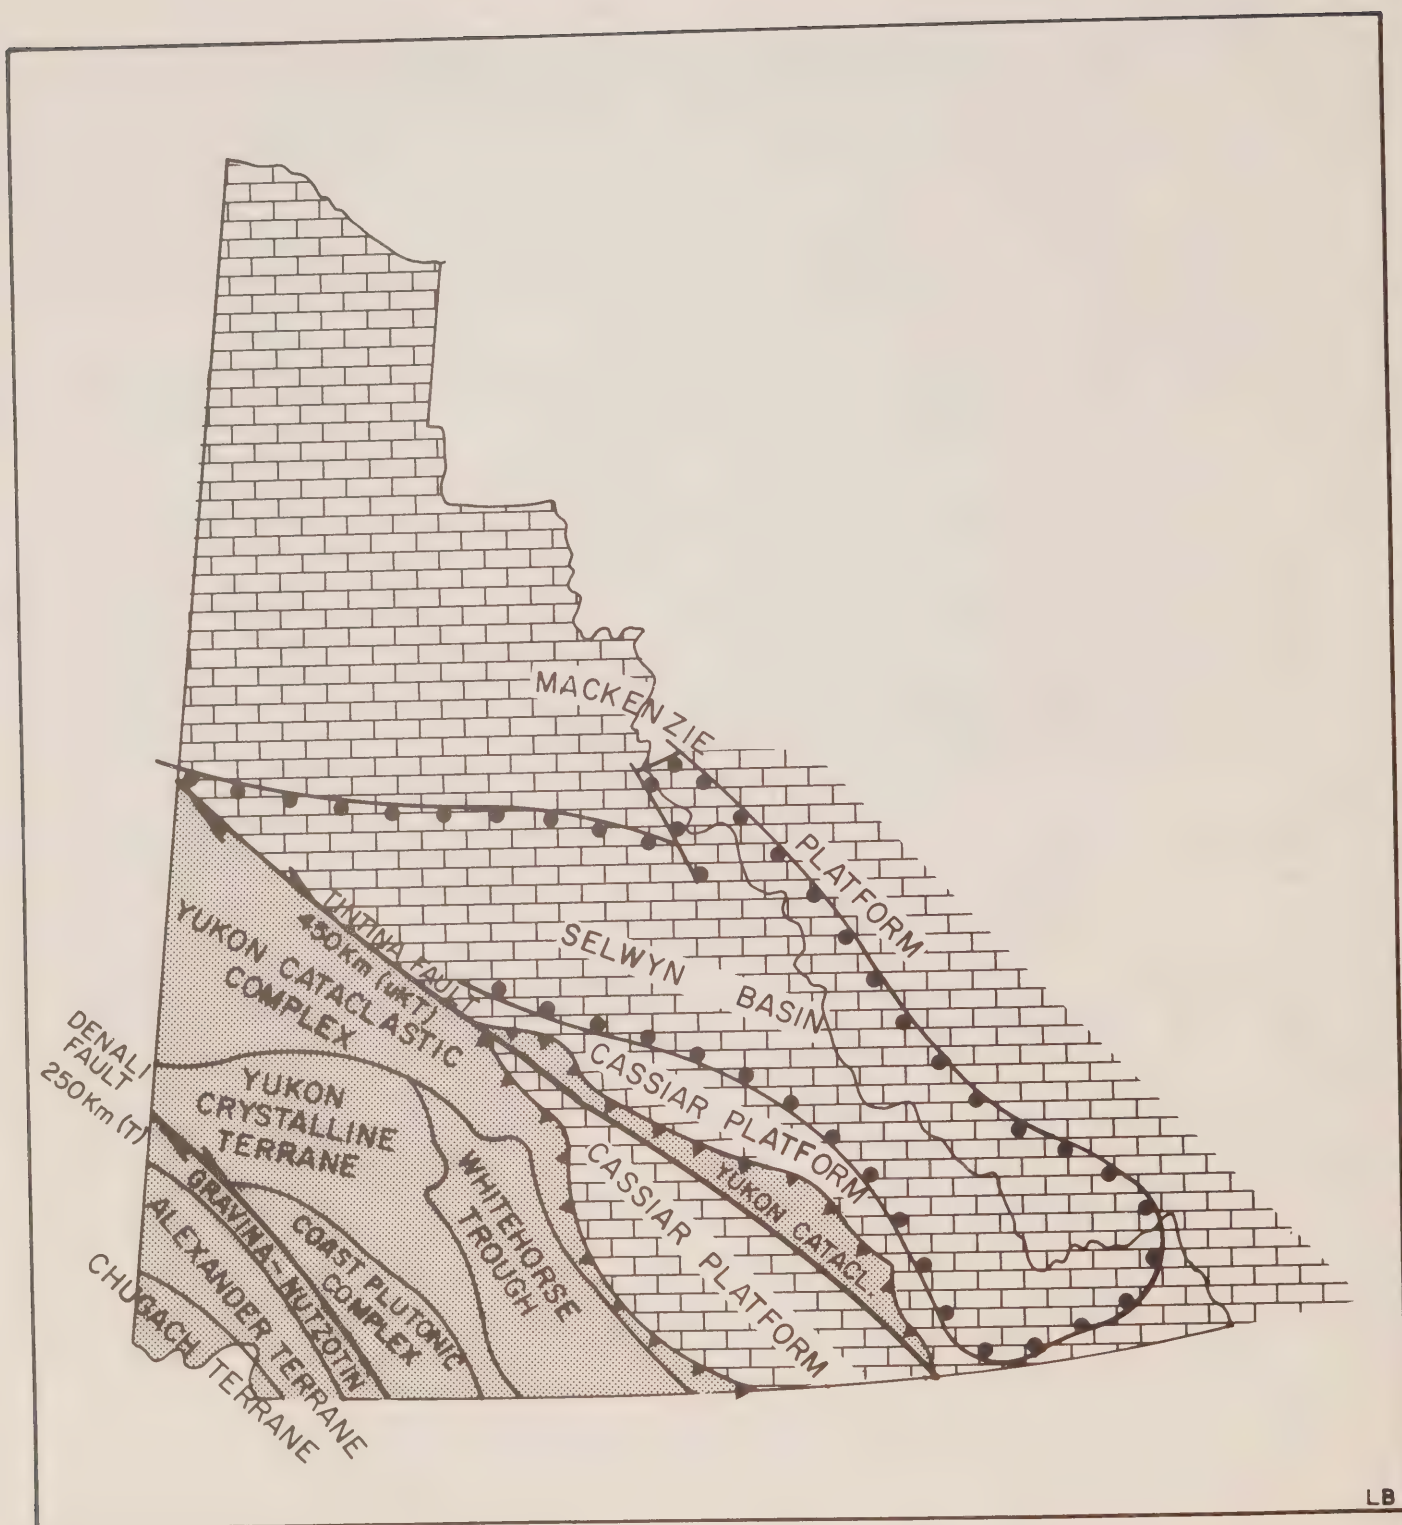 MACKENZIE
PLATFORM
SELWYN
BASIN
TINTINA FAULT
450Km (uKT)
YUKON CATACLASTIC
COMPLEX
DENALI
FAULT
250Km (T)
YUKON
CRYSTALLINE
TERRANE
CASSIAR PLATFORM
CASSIAR PLATFORM
YUKON CATACL.
WHITEHORSE
TROUGH
GRAVINA-NUTZOTIN
COAST PLUTONIC
COMPLEX
ALEXANDER TERRANE
CHUGACH TERRANE
LB